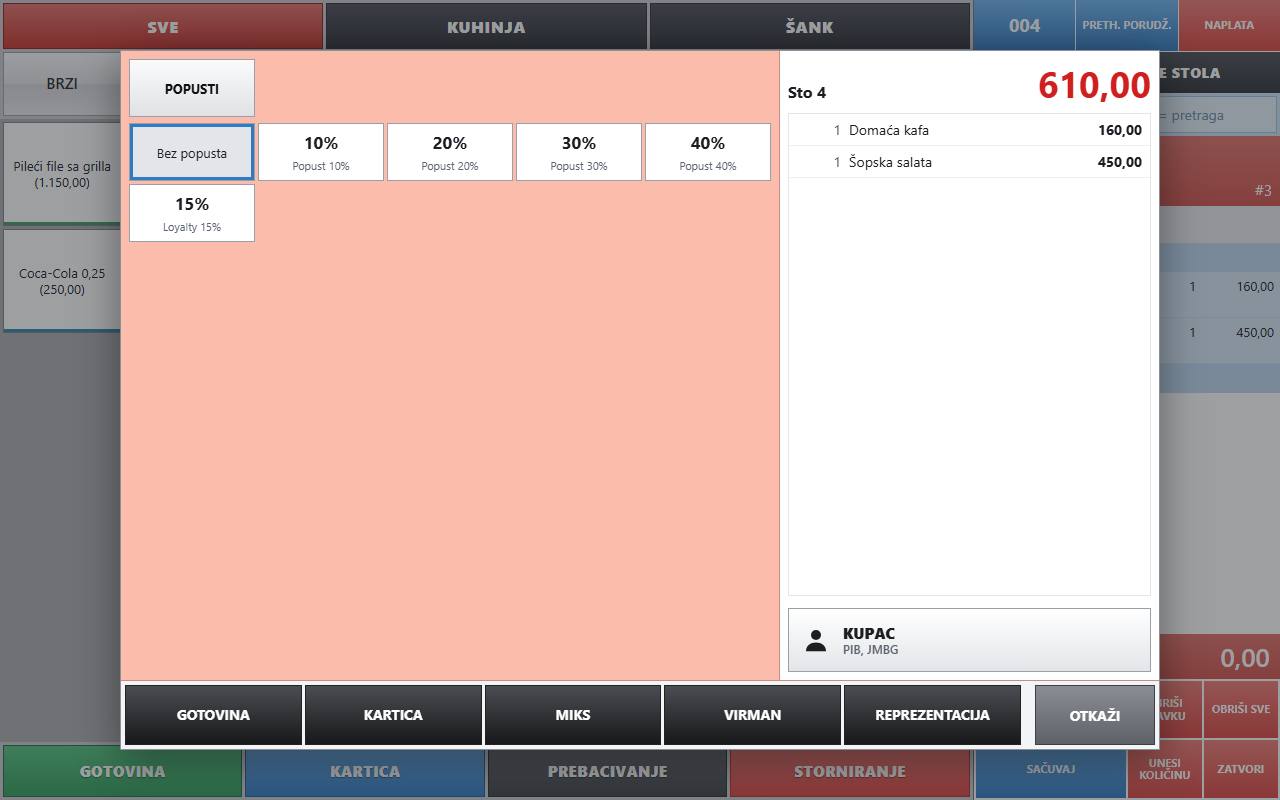 SVE
KUHINJA
ŠANK
004
PRETH. PORUDŽ.
NAPLATA
BRZI
Pileći file sa grilla
(1.150,00)
Coca-Cola 0,25
(250,00)
POPUSTI
Bez popusta
10%
Popust 10%
20%
Popust 20%
30%
Popust 30%
40%
Popust 40%
15%
Loyalty 15%
Sto 4
610,00
1 Domaća kafa 160,00
1 Šopska salata 450,00
KUPAC
PIB, JMBG
E STOLA
= pretraga
#3
1 160,00
1 450,00
0,00
GOTOVINA
KARTICA
MIKS
VIRMAN
REPREZENTACIJA
OTKAŽI
OBRIŠI SVE
GOTOVINA
KARTICA
PREBACIVANJE
STORNIRANJE
SAČUVAJ
UNESI
KOLIČINU
ZATVORI